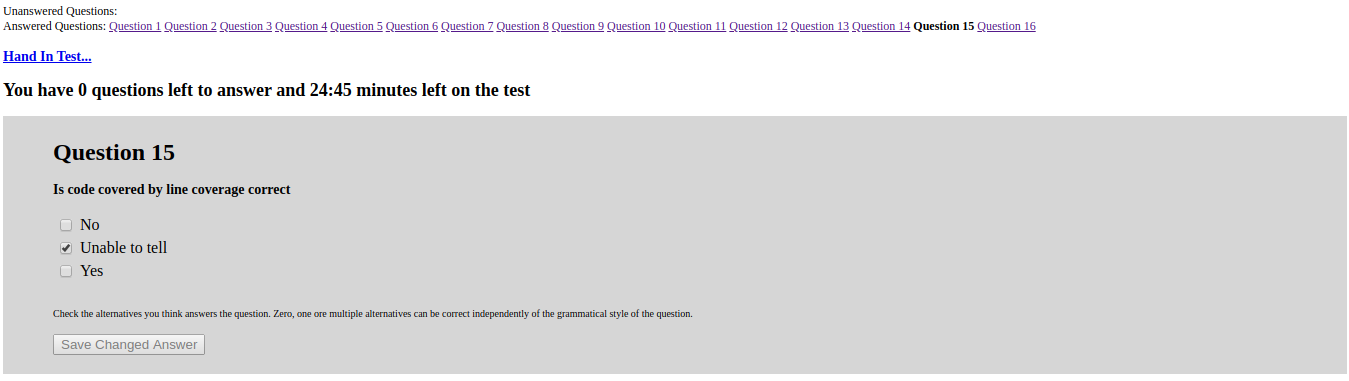 Unanswered Questions:
Answered Questions: Question 1 Question 2 Question 3 Question 4 Question 5 Question 6 Question 7 Question 8 Question 9 Question 10 Question 11 Question 12 Question 13 Question 14 Question 15 Question 16
Hand In Test...
You have 0 questions left to answer and 24:45 minutes left on the test
Question 15
Is code covered by line coverage correct
No
Unable to tell
Yes
Check the alternatives you think answers the question. Zero, one ore multiple alternatives can be correct independently of the grammatical style of the question.
Save Changed Answer